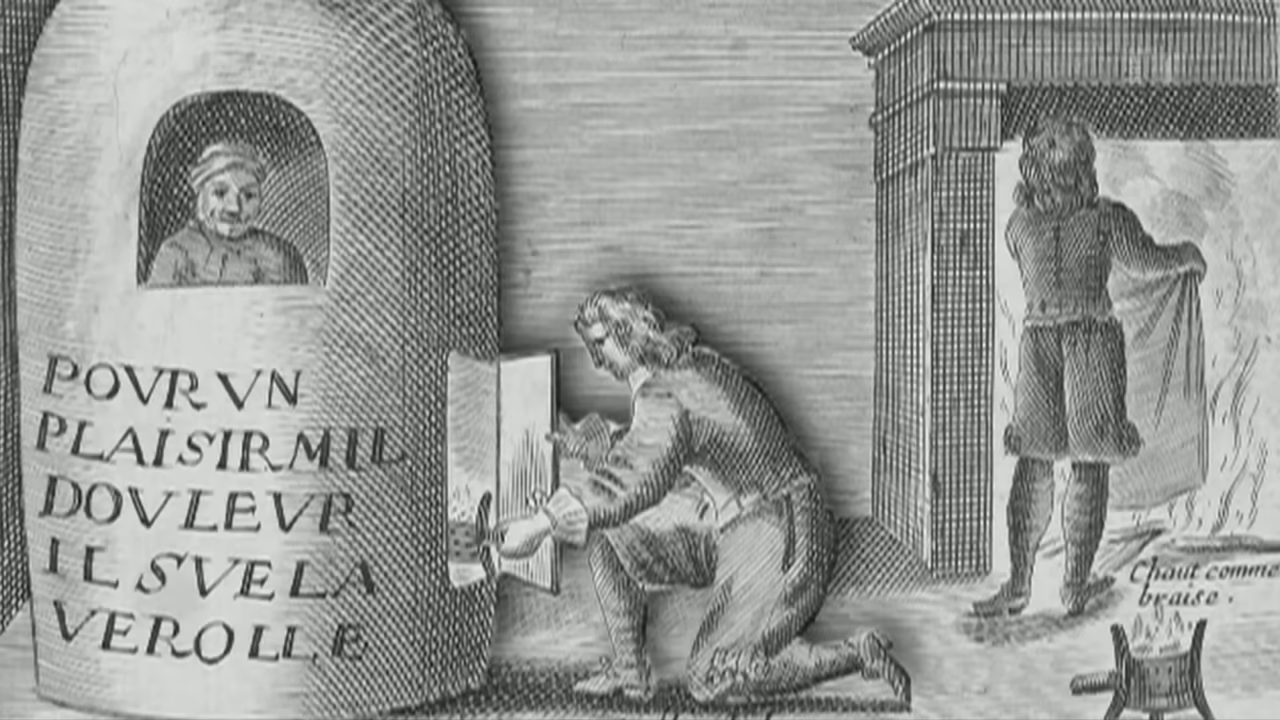 POVR VN
PLAISIR MIL
DOVLEVR
IL SVE LA
VEROLLE
Chaut comme
braise.